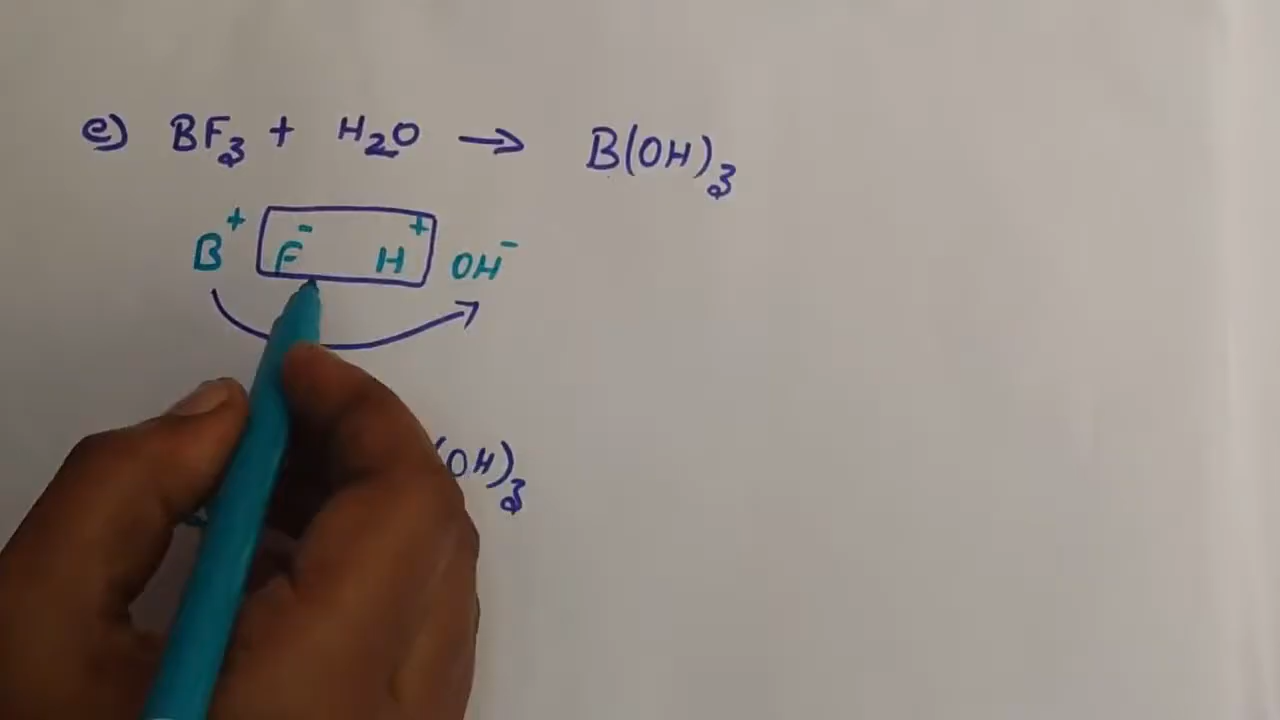 e) BF₃ + H₂O → B(OH)₃
B⁺ F⁻ H⁺ OH⁻
(OH)₃